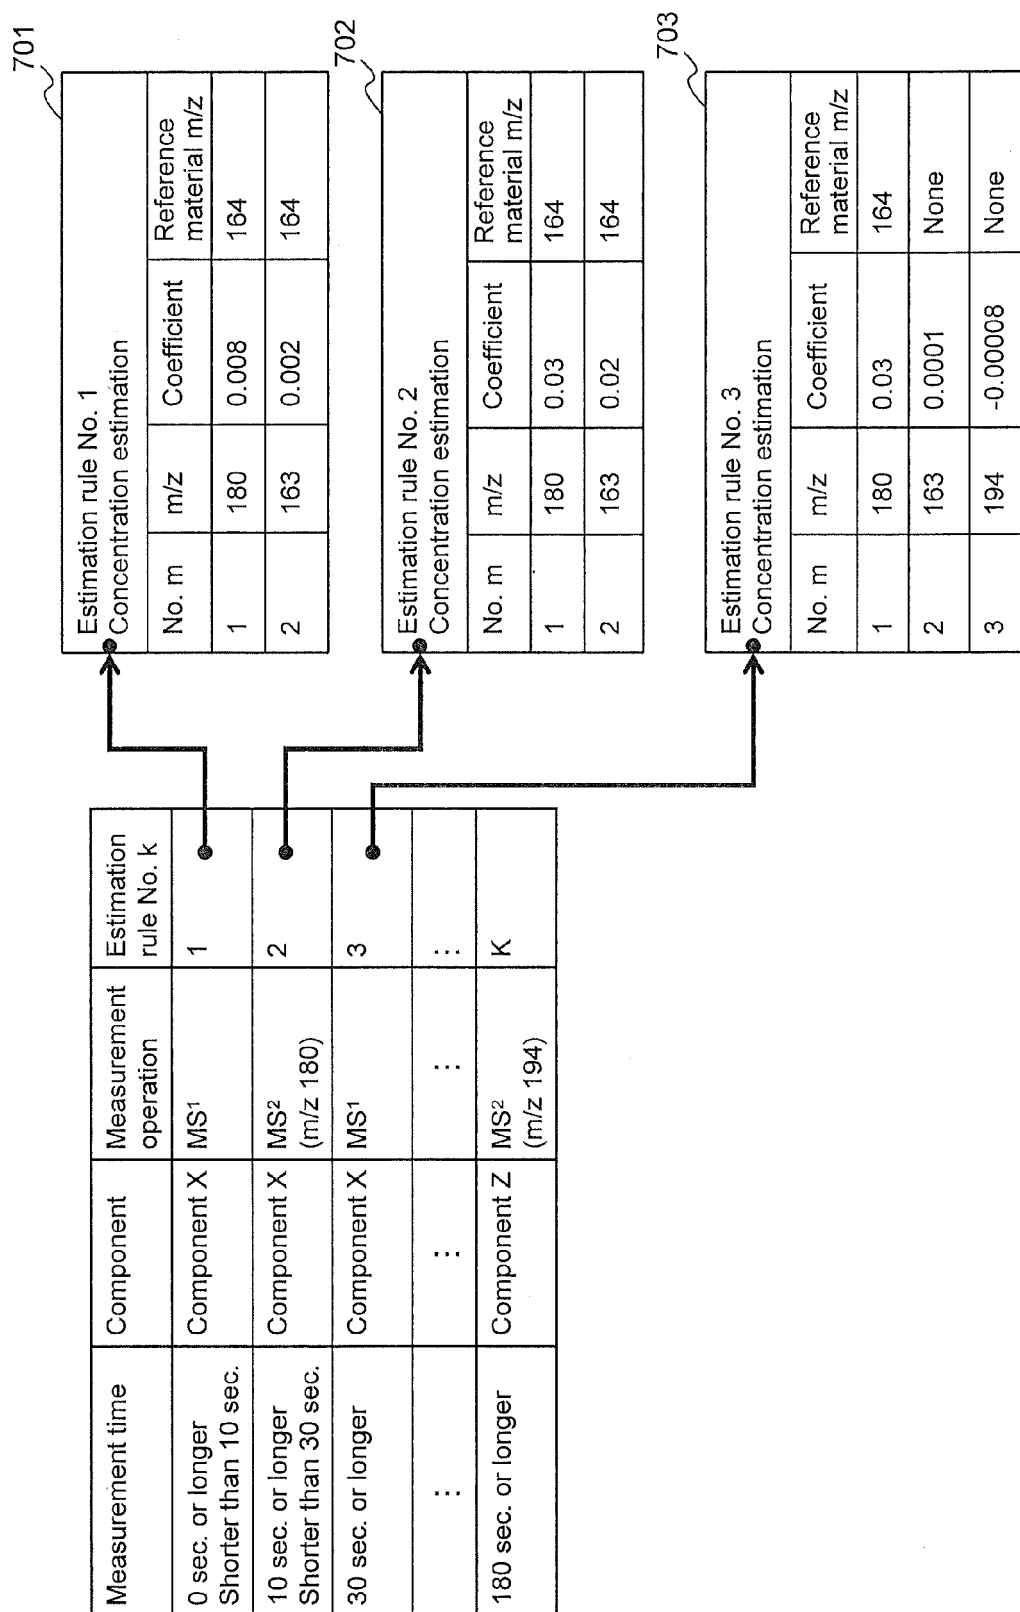 Measurement time
Component
Measurement
operation
Estimation
rule No. k
0 sec. or longer
Shorter than 10 sec.
Component X
MS¹
1
10 sec. or longer
Shorter than 30 sec.
Component X
MS²
(m/z 180)
2
30 sec. or longer
Component X
MS¹
3
⋮
⋮
⋮
⋮
180 sec. or longer
Component Z
MS²
(m/z 194)
K
701
Estimation rule No. 1
Concentration estimation
No. m
m/z
Coefficient
Reference
material m/z
1
180
0.008
164
2
163
0.002
164
702
Estimation rule No. 2
Concentration estimation
No. m
m/z
Coefficient
Reference
material m/z
1
180
0.03
164
2
163
0.02
164
703
Estimation rule No. 3
Concentration estimation
No. m
m/z
Coefficient
Reference
material m/z
1
180
0.03
164
2
163
0.0001
None
3
194
-0.00008
None